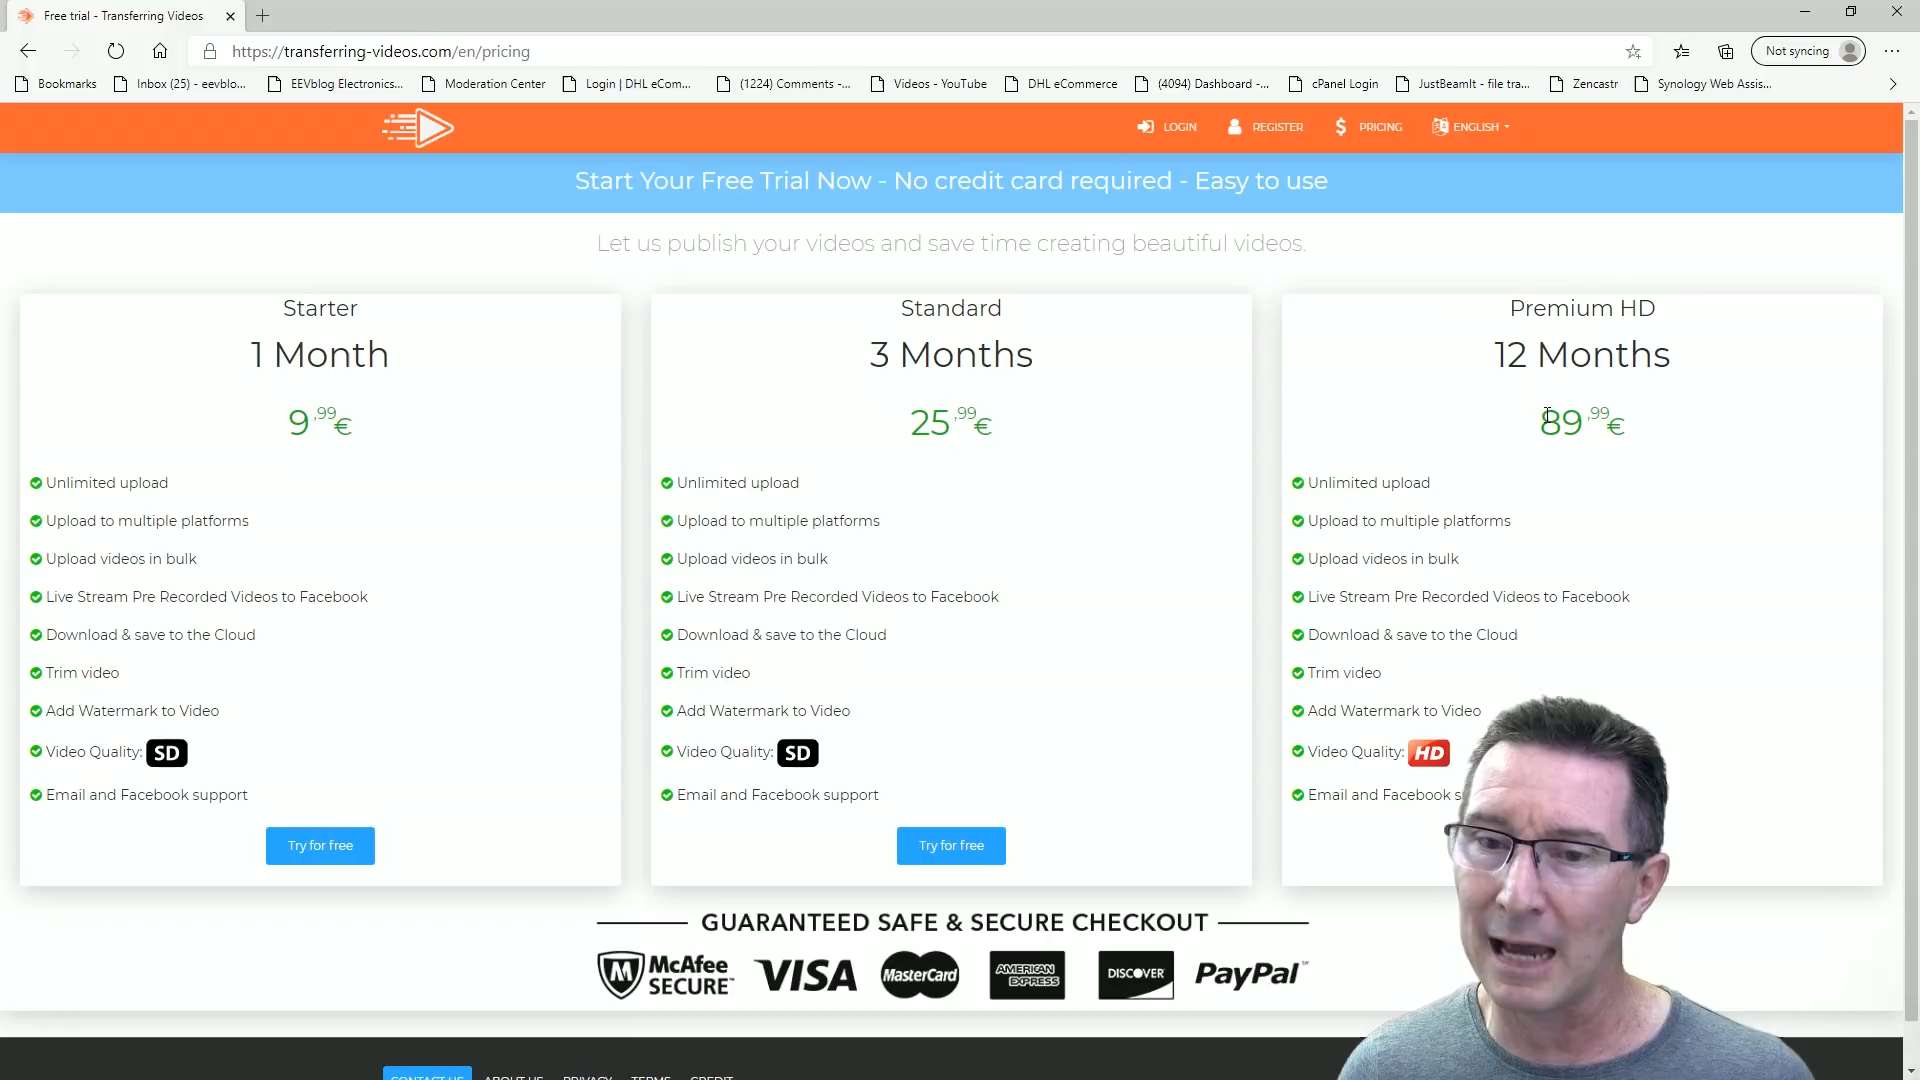 Free trial - Transferring Videos
Not syncing
https://transferring-videos.com/en/pricing
Bookmarks
Inbox (25) - eevblo...
EEVblog Electronics...
Moderation Center
Login | DHL eCom...
(1224) Comments -...
Videos - YouTube
DHL eCommerce
(4094) Dashboard -...
cPanel Login
JustBeamIt - file tra...
Zencastr
Synology Web Assis...
LOGIN
REGISTER
PRICING
ENGLISH
Start Your Free Trial Now - No credit card required - Easy to use
Let us publish your videos and save time creating beautiful videos.
Starter
1 Month
9,99€
Unlimited upload
Upload to multiple platforms
Upload videos in bulk
Live Stream Pre Recorded Videos to Facebook
Download & save to the Cloud
Trim video
Add Watermark to Video
Video Quality: SD
Email and Facebook support
Try for free
Standard
3 Months
25,99€
Unlimited upload
Upload to multiple platforms
Upload videos in bulk
Live Stream Pre Recorded Videos to Facebook
Download & save to the Cloud
Trim video
Add Watermark to Video
Video Quality: SD
Email and Facebook support
Try for free
Premium HD
12 Months
89,99€
Unlimited upload
Upload to multiple platforms
Upload videos in bulk
Live Stream Pre Recorded Videos to Facebook
Download & save to the Cloud
Trim video
Add Watermark to Video
Video Quality: HD
Email and Facebook s
GUARANTEED SAFE & SECURE CHECKOUT
McAfee SECURE™
VISA
MasterCard
AMERICAN EXPRESS
DISCOVER
PayPal™
CONTACT US
ABOUT US
PRIVACY
TERMS
CREDIT